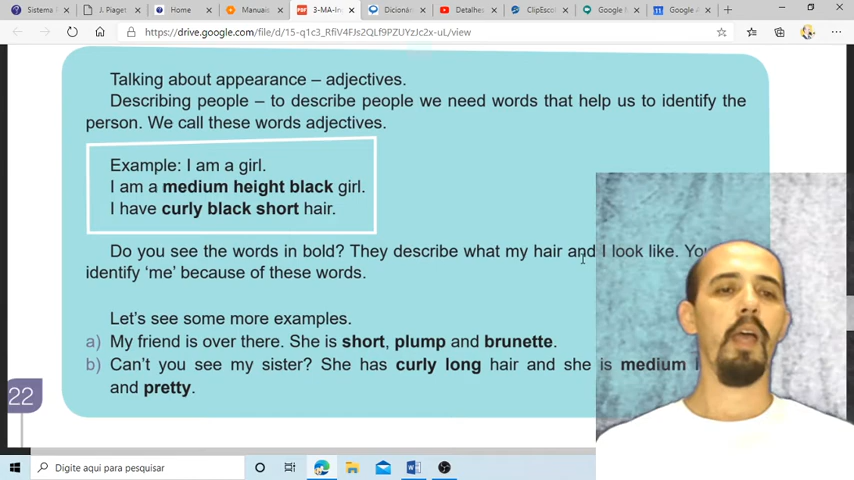 Sistema
J. Piaget
Home
Manuais
3-MA-In
Dicionár
Detalhes
ClipEsco
Google
Google A
https://drive.google.com/file/d/15-q1c3_RfiV4FJs2QLf9PZUYzJc2x-uL/view
Talking about appearance – adjectives.
Describing people – to describe people we need words that help us to identify the
person. We call these words adjectives.
Example: I am a girl.
I am a medium height black girl.
I have curly black short hair.
Do you see the words in bold? They describe what my hair and I look like. You
identify ‘me’ because of these words.
Let’s see some more examples.
a) My friend is over there. She is short, plump and brunette.
b) Can’t you see my sister? She has curly long hair and she is medium
and pretty.
22
Digite aqui para pesquisar